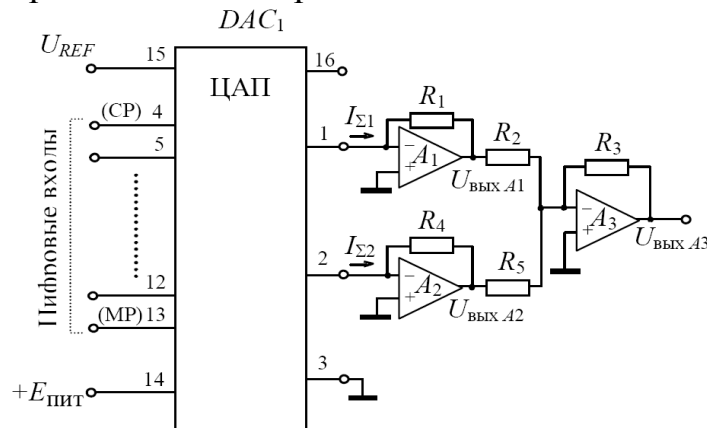 DAC1
U_REF
15
ЦАП
16
(СР) 4
5
1
I_Σ1
R1
R2
R3
A1
U_вых A1
A3
U_вых A3
Цифровые входы
2
I_Σ2
R4
R5
A2
U_вых A2
12
(МР) 13
3
+E_ПИТ 14